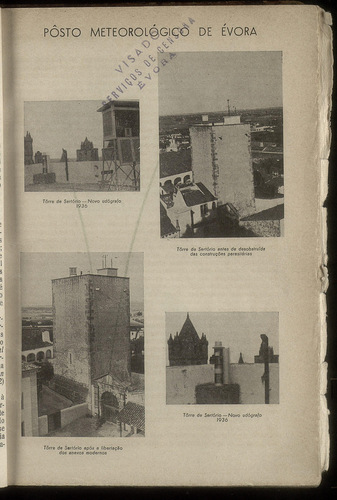 PÔSTO METEOROLÓGICO DE ÉVORA
VISADO
SERVIÇOS DE CENSURA
ÉVORA
Tôrre de Sertório — Novo udógrafo
1936
Tôrre de Sertório antes de desobstruída
das construções parasitárias
Tôrre de Sertório após a libertação
dos anexos modernos
Tôrre de Sertório — Novo udógrafo
1936